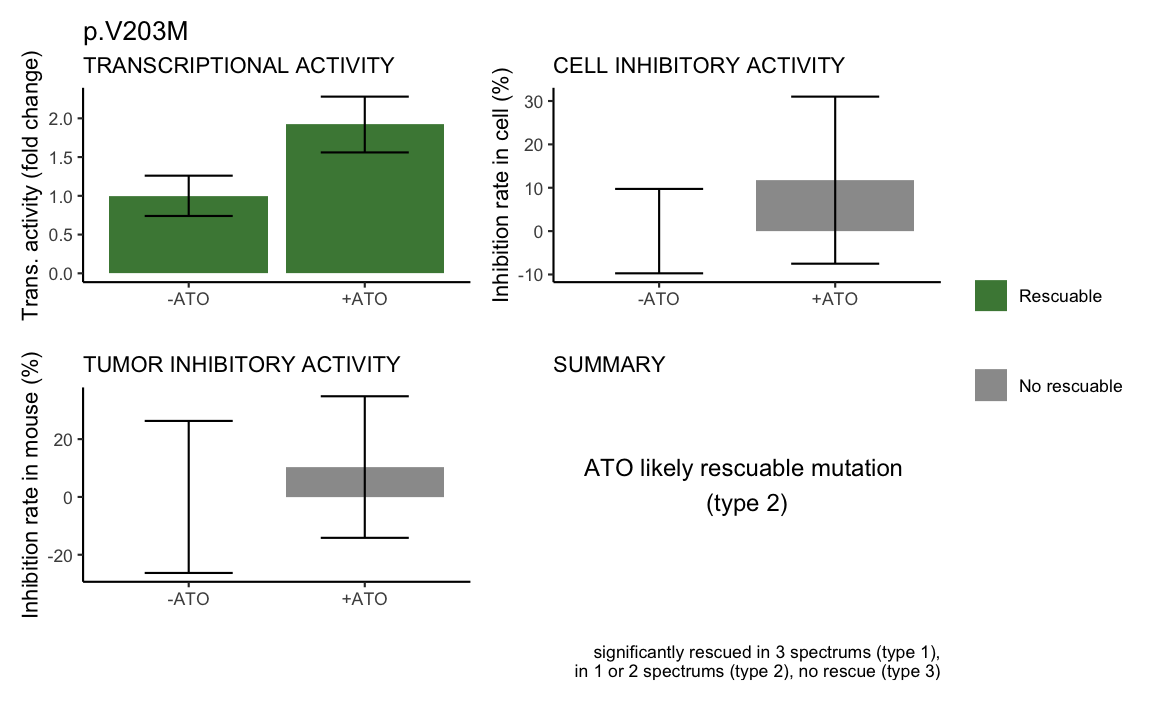 p.V203M
TRANSCRIPTIONAL ACTIVITY
Trans. activity (fold change)
2.0
1.5
1.0
0.5
0.0
-ATO
+ATO
CELL INHIBITORY ACTIVITY
Inhibition rate in cell (%)
30
20
10
0
-10
-ATO
+ATO
Rescuable
No rescuable
TUMOR INHIBITORY ACTIVITY
Inhibition rate in mouse (%)
20
0
-20
-ATO
+ATO
SUMMARY
ATO likely rescuable mutation
(type 2)
significantly rescued in 3 spectrums (type 1),
in 1 or 2 spectrums (type 2), no rescue (type 3)